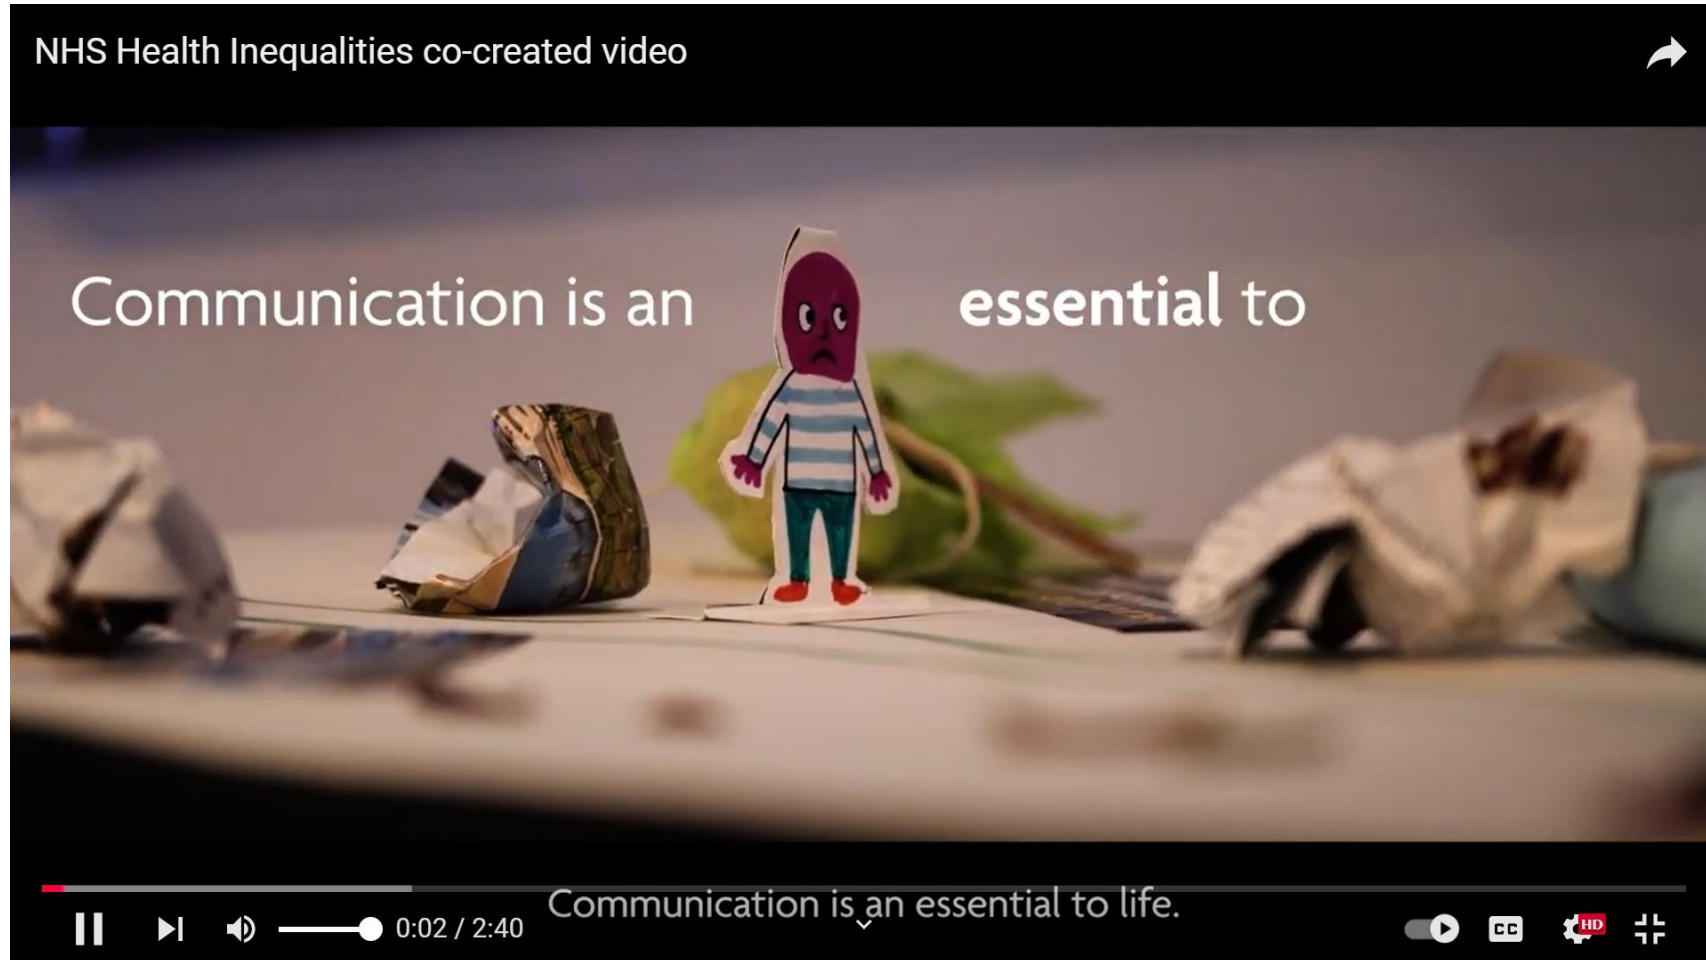 NHS Health Inequalities co-created video
Communication is an essential to
Communication is an essential to life.
0:02 / 2:40
CC
HD